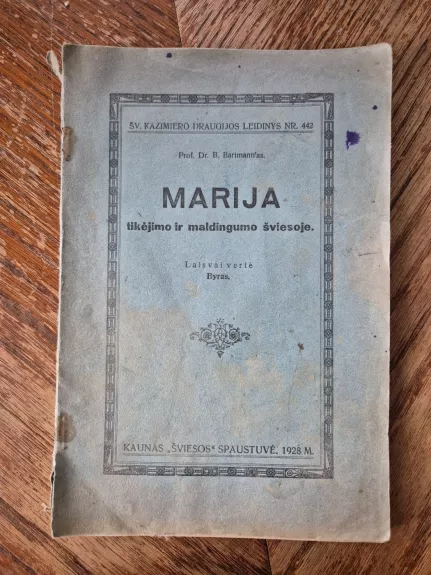 ŠV. KAZIMIERO DRAUGIJOS LEIDINYS NR. 442
Prof. Dr. B. Bartmann'as.
MARIJA
tikėjimo ir maldingumo šviesoje.
Laisvai vertė
Byras.
KAUNAS „ŠVIESOS“ SPAUSTUVĖ, 1928 M.